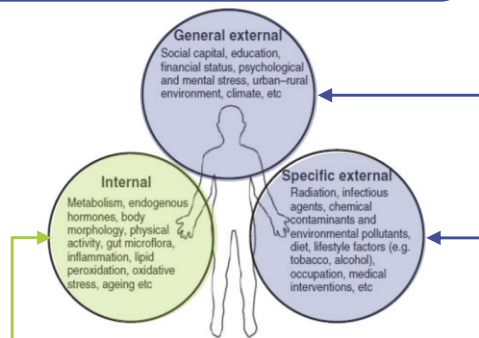 General external
Social capital, education,
financial status, psychological
and mental stress, urban–rural
environment, climate, etc
Internal
Metabolism, endogenous
hormones, body
morphology, physical
activity, gut microflora,
inflammation, lipid
peroxidation, oxidative
stress, ageing etc
Specific external
Radiation, infectious
agents, chemical
contaminants and
environmental pollutants,
diet, lifestyle factors (e.g.
tobacco, alcohol),
occupation, medical
interventions, etc